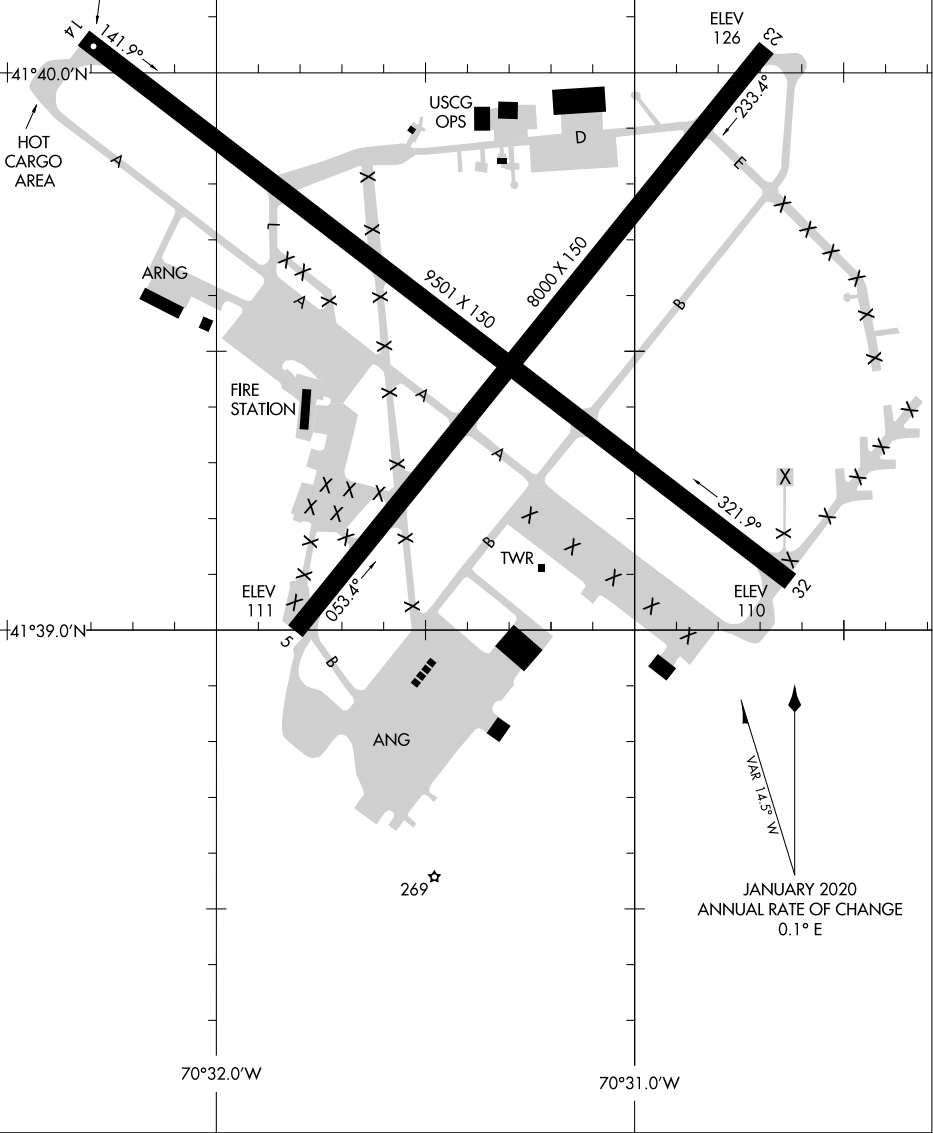 14
141.9°
ELEV
126
23
41°40.0'N
233.4°
USCG
OPS
D
HOT
CARGO
AREA
A
E
X
X
X
L
X
X
X
X
ARNG
X
X
A
X
X
9501 X 150
8000 X 150
B
X
X
X
FIRE
STATION
X
A
X
X
A
X
X
X
X
X
X
X
X
X
X
321.9°
X
X
X
X
B
X
X
X
TWR
X
X
X
ELEV
111
053.4°
X
X
X
X
ELEV
110
32
41°39.0'N
5
X
B
ANG
VAR 14.5° W
269
JANUARY 2020
ANNUAL RATE OF CHANGE
0.1° E
70°32.0'W
70°31.0'W